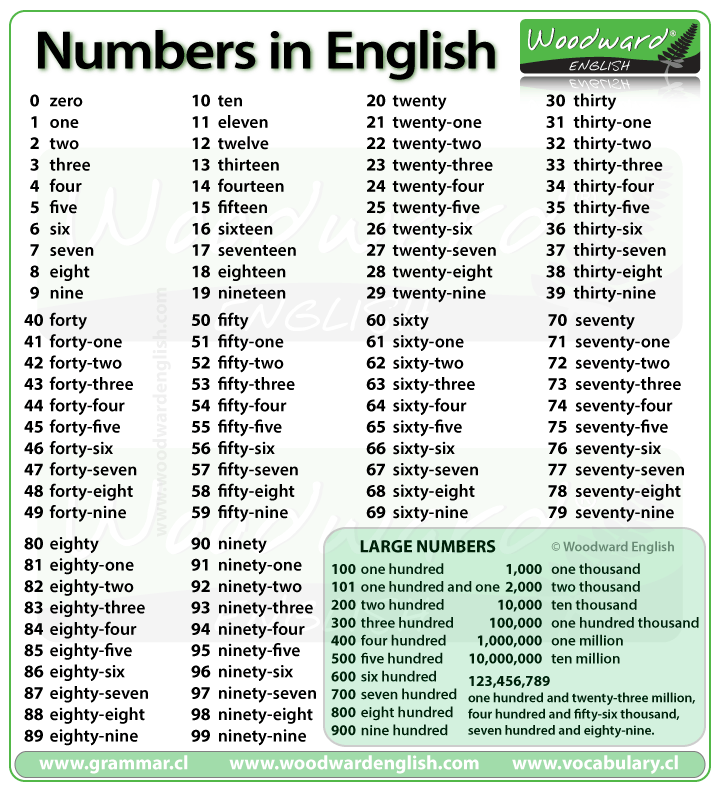 Numbers in English
Woodward®
ENGLISH
0 zero
1 one
2 two
3 three
4 four
5 five
6 six
7 seven
8 eight
9 nine
10 ten
11 eleven
12 twelve
13 thirteen
14 fourteen
15 fifteen
16 sixteen
17 seventeen
18 eighteen
19 nineteen
20 twenty
21 twenty-one
22 twenty-two
23 twenty-three
24 twenty-four
25 twenty-five
26 twenty-six
27 twenty-seven
28 twenty-eight
29 twenty-nine
30 thirty
31 thirty-one
32 thirty-two
33 thirty-three
34 thirty-four
35 thirty-five
36 thirty-six
37 thirty-seven
38 thirty-eight
39 thirty-nine
40 forty
41 forty-one
42 forty-two
43 forty-three
44 forty-four
45 forty-five
46 forty-six
47 forty-seven
48 forty-eight
49 forty-nine
50 fifty
51 fifty-one
52 fifty-two
53 fifty-three
54 fifty-four
55 fifty-five
56 fifty-six
57 fifty-seven
58 fifty-eight
59 fifty-nine
60 sixty
61 sixty-one
62 sixty-two
63 sixty-three
64 sixty-four
65 sixty-five
66 sixty-six
67 sixty-seven
68 sixty-eight
69 sixty-nine
70 seventy
71 seventy-one
72 seventy-two
73 seventy-three
74 seventy-four
75 seventy-five
76 seventy-six
77 seventy-seven
78 seventy-eight
79 seventy-nine
80 eighty
81 eighty-one
82 eighty-two
83 eighty-three
84 eighty-four
85 eighty-five
86 eighty-six
87 eighty-seven
88 eighty-eight
89 eighty-nine
90 ninety
91 ninety-one
92 ninety-two
93 ninety-three
94 ninety-four
95 ninety-five
96 ninety-six
97 ninety-seven
98 ninety-eight
99 ninety-nine
LARGE NUMBERS
© Woodward English
100 one hundred
101 one hundred and one
200 two hundred
300 three hundred
400 four hundred
500 five hundred
600 six hundred
700 seven hundred
800 eight hundred
900 nine hundred
1,000 one thousand
2,000 two thousand
10,000 ten thousand
100,000 one hundred thousand
1,000,000 one million
10,000,000 ten million
123,456,789
one hundred and twenty-three million,
four hundred and fifty-six thousand,
seven hundred and eighty-nine.
Woodward
ENGLISH
Woodward
ENGLISH
www.woodwardenglish.com
www.grammar.cl
www.woodwardenglish.com
www.vocabulary.cl